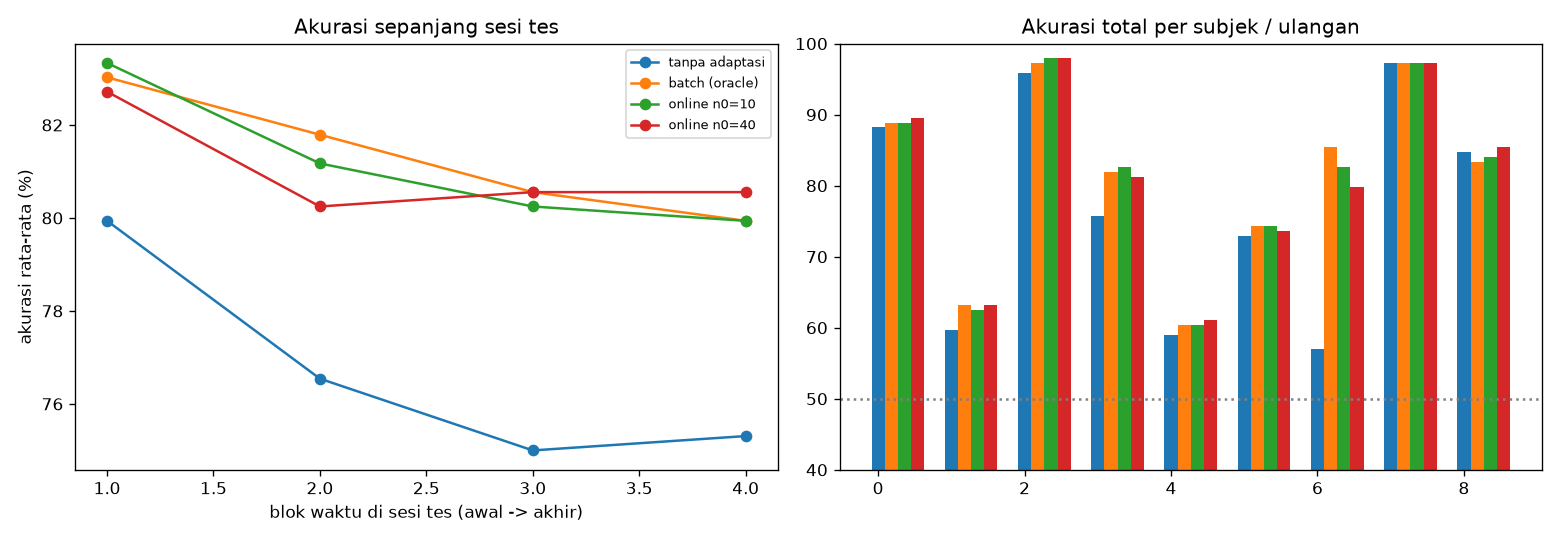 Akurasi sepanjang sesi tes
akurasi rata-rata (%)
82
80
78
76
tanpa adaptasi
batch (oracle)
online n0=10
online n0=40
1.0 1.5 2.0 2.5 3.0 3.5 4.0
blok waktu di sesi tes (awal -> akhir)
Akurasi total per subjek / ulangan
100
90
80
70
60
50
40
0 2 4 6 8